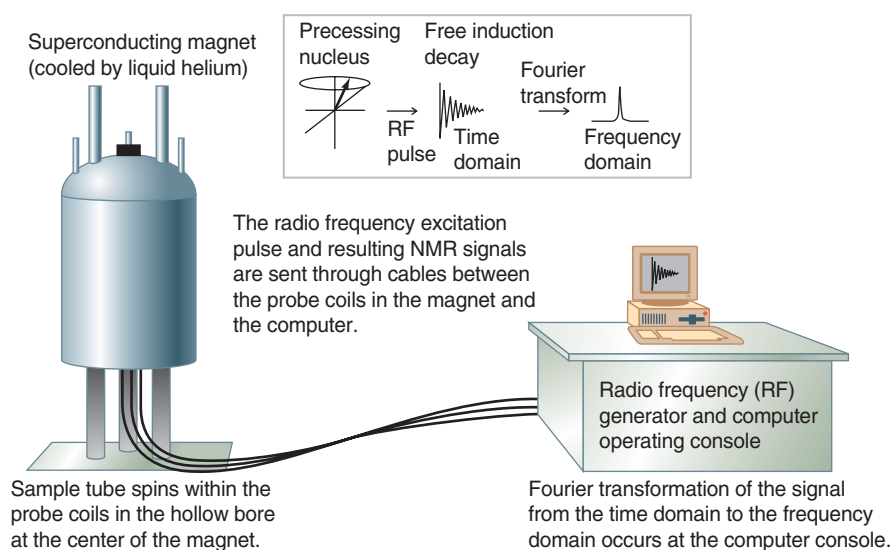 Superconducting magnet
(cooled by liquid helium)
Precessing
nucleus
RF
pulse
Free induction
decay
Time
domain
Fourier
transform
Frequency
domain
The radio frequency excitation
pulse and resulting NMR signals
are sent through cables between
the probe coils in the magnet and
the computer.
Radio frequency (RF)
generator and computer
operating console
Sample tube spins within the
probe coils in the hollow bore
at the center of the magnet.
Fourier transformation of the signal
from the time domain to the frequency
domain occurs at the computer console.